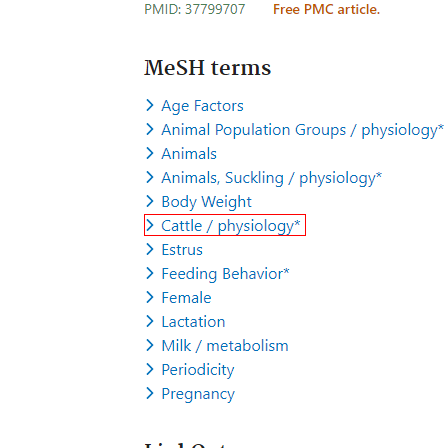 PMID: 37799707 Free PMC article.
MeSH terms
Age Factors
Animal Population Groups / physiology*
Animals
Animals, Suckling / physiology*
Body Weight
Cattle / physiology*
Estrus
Feeding Behavior*
Female
Lactation
Milk / metabolism
Periodicity
Pregnancy